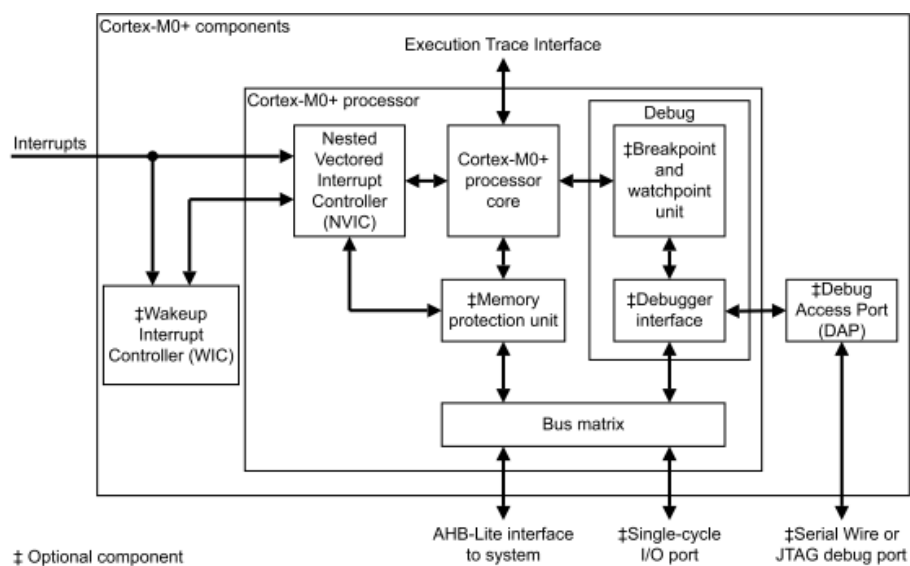 Cortex-M0+ components
Execution Trace Interface
Cortex-M0+ processor
Debug
Interrupts
Nested
Vectored
Interrupt
Controller
(NVIC)
Cortex-M0+
processor
core
‡Breakpoint
and
watchpoint
unit
‡Wakeup
Interrupt
Controller (WIC)
‡Memory
protection unit
‡Debugger
interface
‡Debug
Access Port
(DAP)
Bus matrix
‡ Optional component
AHB-Lite interface
to system
‡Single-cycle
I/O port
‡Serial Wire or
JTAG debug port